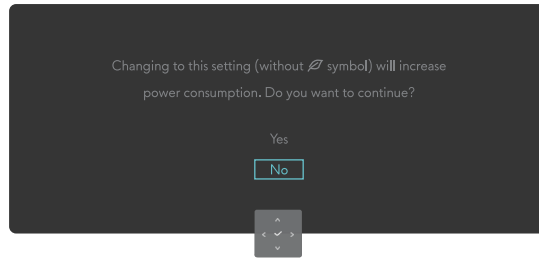 Changing to this setting (without symbol) will increase
power consumption. Do you want to continue?
Yes
No